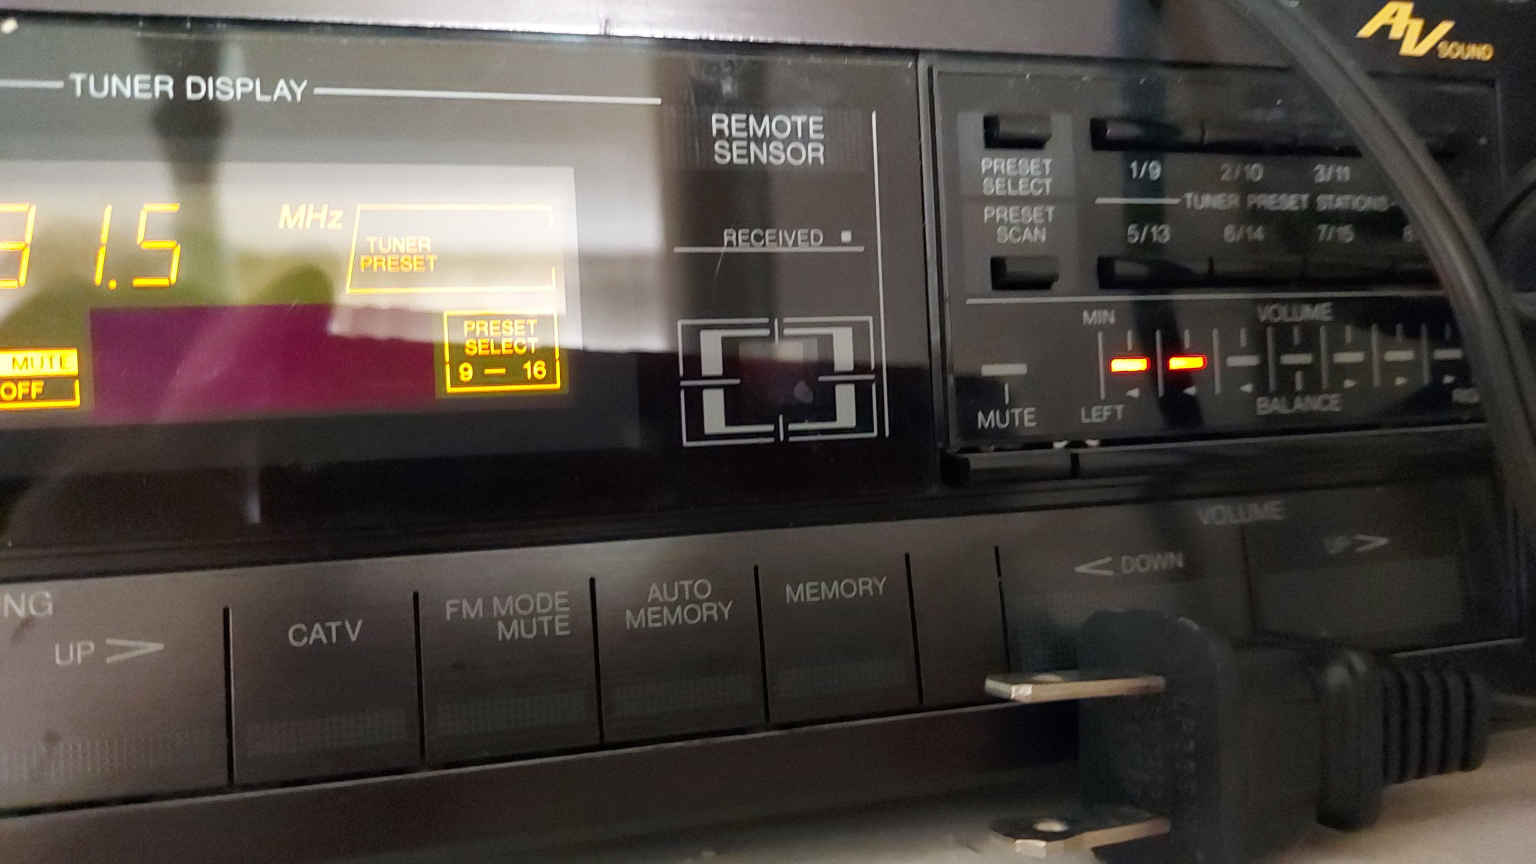 TUNER DISPLAY
1.5
MHz
TUNER
PRESET
MUTE
OFF
PRESET
SELECT
9 — 16
REMOTE
SENSOR
RECEIVED
AV
SOUND
PRESET
SELECT
1/9 2/10 3/11
TUNER PRESET STATIONS
PRESET
SCAN
5/13 6/14 7/15
MIN
VOLUME
MUTE
LEFT
BALANCE
VOLUME
< DOWN
UP >
UP >
CATV
FM MODE
MUTE
AUTO
MEMORY
MEMORY